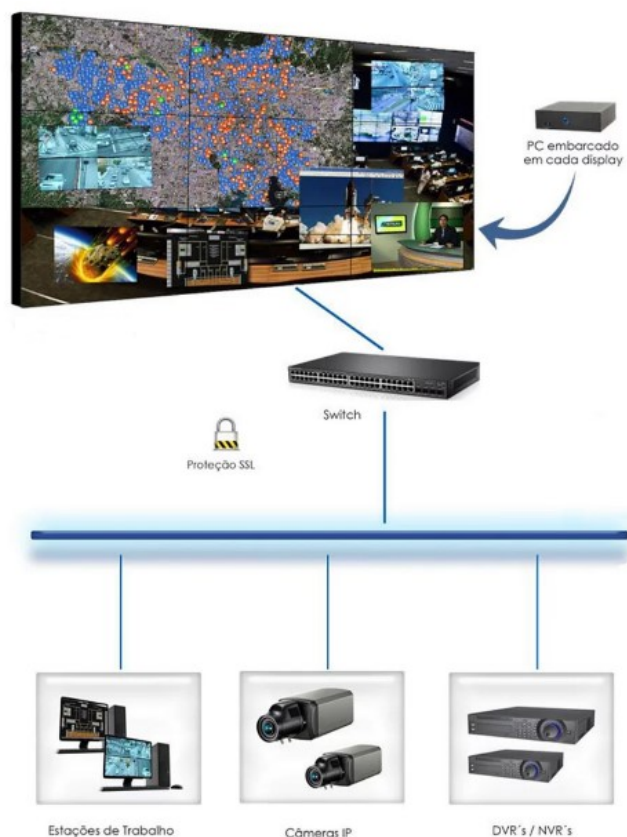 PC embarcado
em cada display
Switch
Proteção SSL
Estações de Trabalho
Câmeras IP
DVR´s / NVR´s